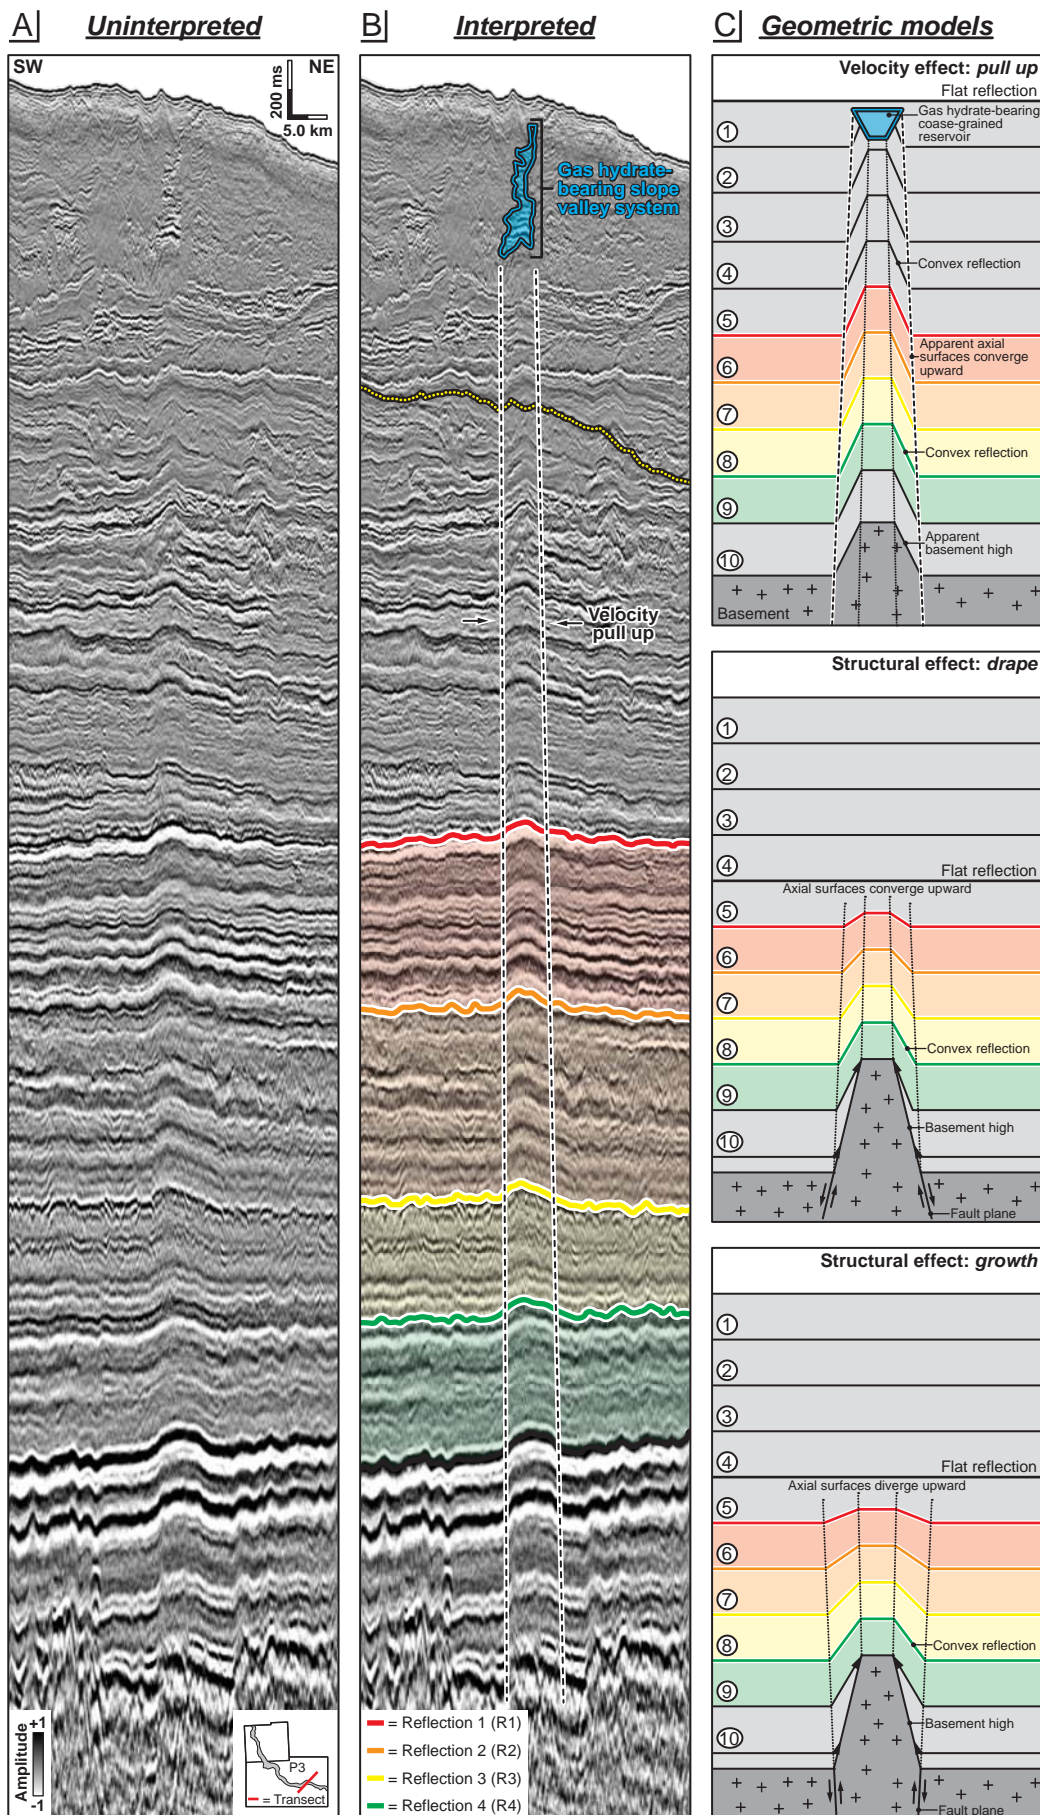 A
Uninterpreted
SW
NE
200 ms
5.0 km
Amplitude
+1
-1
P3
= Transect
B
Interpreted
Gas hydrate-
bearing slope
valley system
Velocity
pull up
= Reflection 1 (R1)
= Reflection 2 (R2)
= Reflection 3 (R3)
= Reflection 4 (R4)
C
Geometric models
Velocity effect: pull up
Flat reflection
Gas hydrate-bearing
coase-grained
reservoir
1
2
3
4
Convex reflection
5
Apparent axial
surfaces converge
upward
6
7
8
Convex reflection
9
Apparent
basement high
10
Basement
Structural effect: drape
1
2
3
4
Flat reflection
Axial surfaces converge upward
5
6
7
8
Convex reflection
9
Basement high
10
Fault plane
Structural effect: growth
1
2
3
4
Flat reflection
Axial surfaces diverge upward
5
6
7
8
Convex reflection
9
Basement high
10
Fault plane